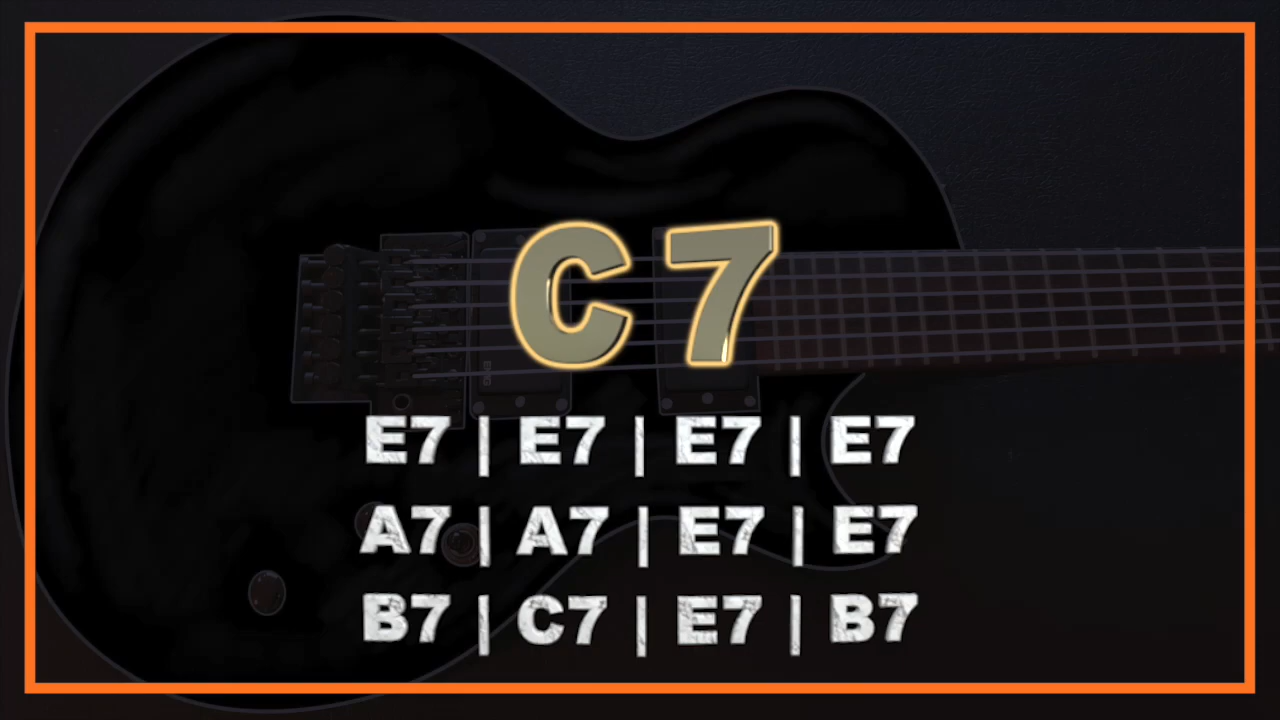 C7
E7 | E7 | E7 | E7
A7 | A7 | E7 | E7
B7 | C7 | E7 | B7